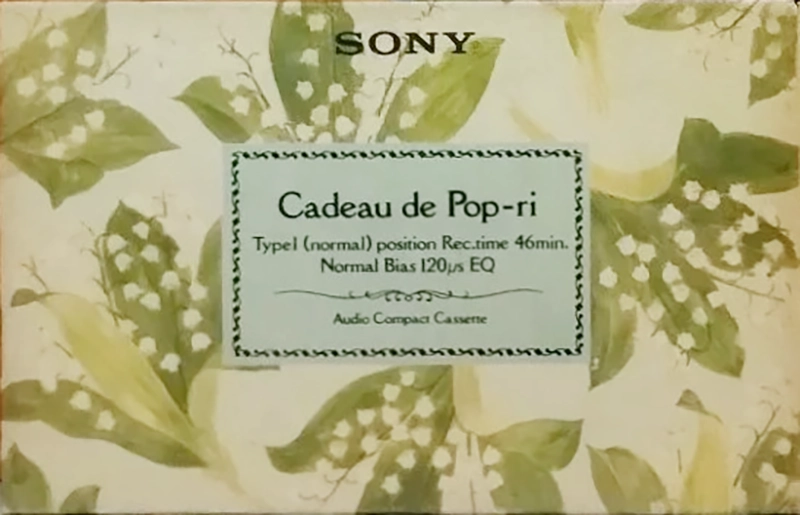 SONY
Cadeau de Pop-ri
Type I (normal) position Rec.time 46min.
Normal Bias 120μs EQ
Audio Compact Cassette